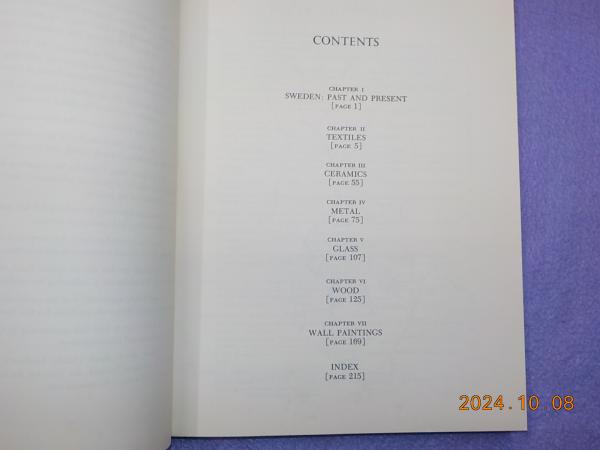 CONTENTS
CHAPTER I
SWEDEN: PAST AND PRESENT
[PAGE 1]
CHAPTER II
TEXTILES
[PAGE 5]
CHAPTER III
CERAMICS
[PAGE 55]
CHAPTER IV
METAL
[PAGE 75]
CHAPTER V
GLASS
[PAGE 107]
CHAPTER VI
WOOD
[PAGE 125]
CHAPTER VII
WALL PAINTINGS
[PAGE 169]
INDEX
[PAGE 215]
2024.10.08